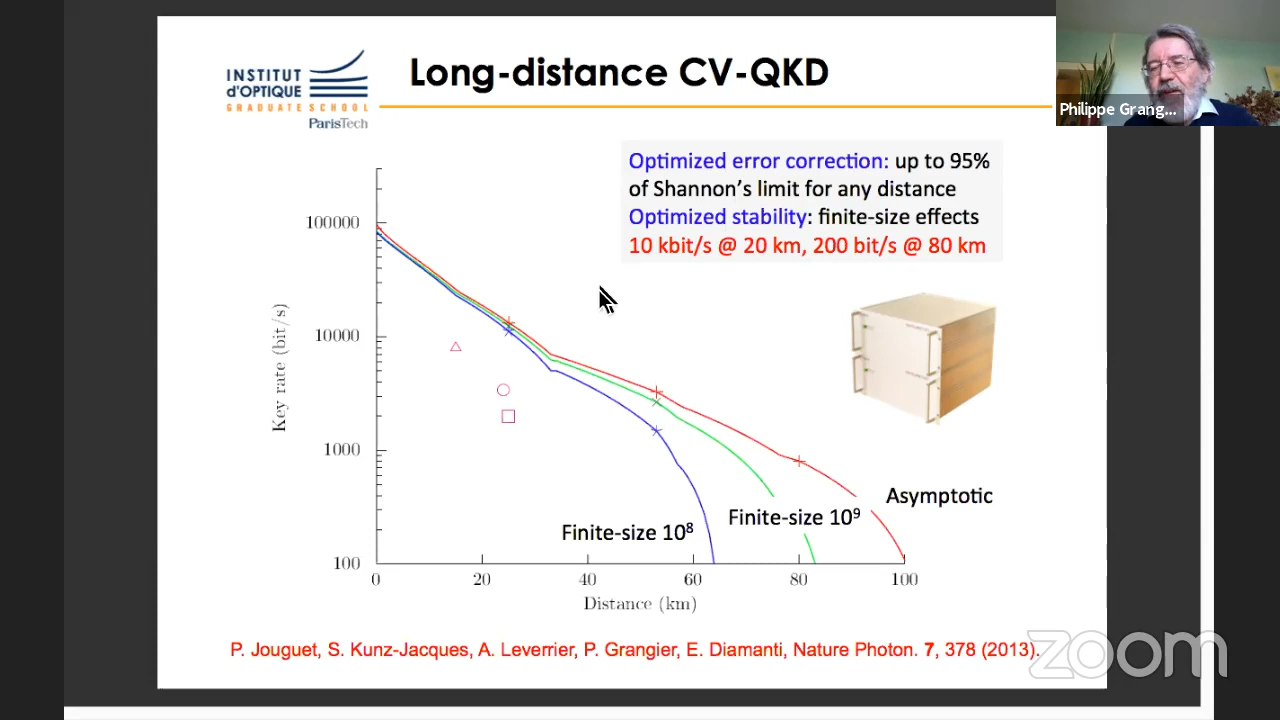 INSTITUT
d'OPTIQUE
GRADUATE SCHOOL
ParisTech
Long-distance CV-QKD
Philippe Grang...
Optimized error correction: up to 95%
of Shannon's limit for any distance
Optimized stability: finite-size effects
10 kbit/s @ 20 km, 200 bit/s @ 80 km
Key rate (bit/s)
100000
10000
1000
100
Finite-size 10⁸
Finite-size 10⁹
Asymptotic
0
20
40
60
80
100
Distance (km)
P. Jouguet, S. Kunz-Jacques, A. Leverrier, P. Grangier, E. Diamanti, Nature Photon. 7, 378 (2013).
zoom